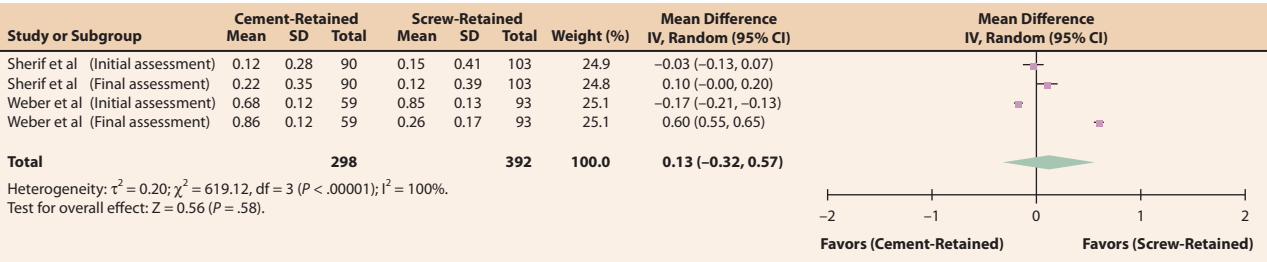 Cement-Retained Screw-Retained Mean Difference Mean Difference
Study or Subgroup Mean SD Total Mean SD Total Weight (%) IV, Random (95% CI) IV, Random (95% CI)
Sherif et al (Initial assessment) 0.12 0.28 90 0.15 0.41 103 24.9 −0.03 (−0.13, 0.07)
Sherif et al (Final assessment) 0.22 0.35 90 0.12 0.39 103 24.8 0.10 (−0.00, 0.20)
Weber et al (Initial assessment) 0.68 0.12 59 0.85 0.13 93 25.1 −0.17 (−0.21, −0.13)
Weber et al (Final assessment) 0.86 0.12 59 0.26 0.17 93 25.1 0.60 (0.55, 0.65)
Total 298 392 100.0 0.13 (−0.32, 0.57)
Heterogeneity: τ² = 0.20; χ² = 619.12, df = 3 (P < .00001); I² = 100%.
Test for overall effect: Z = 0.56 (P = .58).
−2 −1 0 1 2
Favors (Cement-Retained) Favors (Screw-Retained)